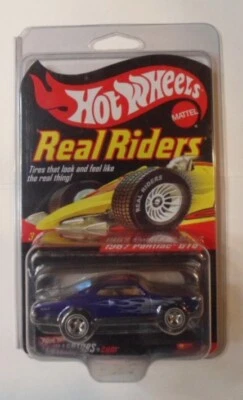 Hot Wheels
MATTEL
Real Riders
Tires that look and feel like
the real thing!
REAL RIDERS
1967 Pontiac GTO